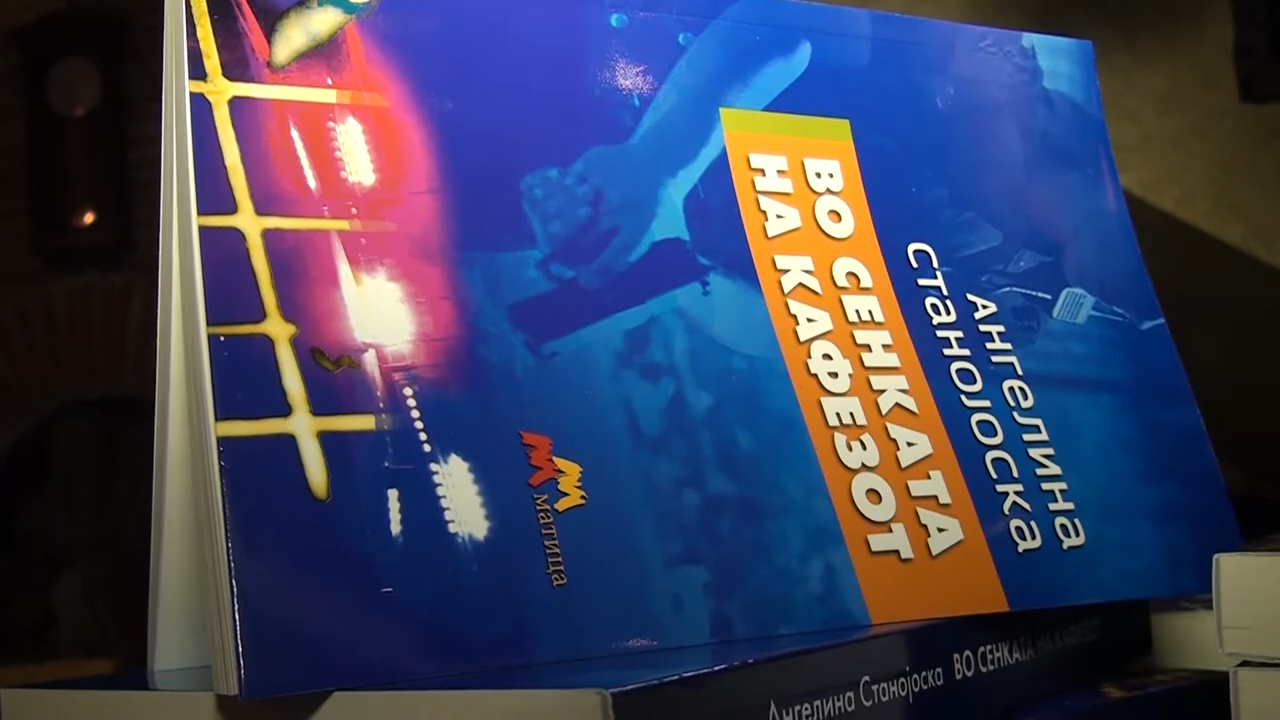 ангелина
станојоска
ВО СЕНКАТА
НА КАФЕЗОТ
матица
Ангелина Станојоска ВО СЕНКАТА НА КАФЕЗОТ